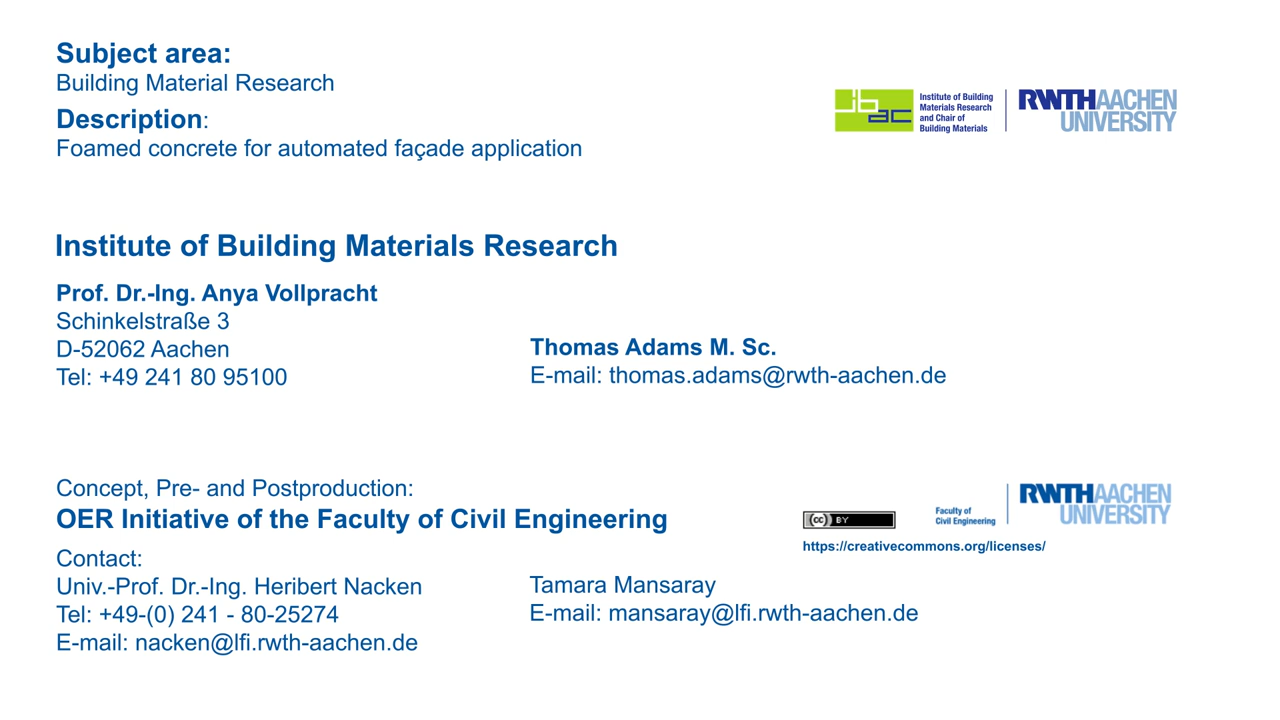 Subject area:
Building Material Research
Description:
Foamed concrete for automated façade application
ibac
Institute of Building
Materials Research
and Chair of
Building Materials
RWTHAACHEN
UNIVERSITY
Institute of Building Materials Research
Prof. Dr.-Ing. Anya Vollpracht
Schinkelstraße 3
D-52062 Aachen
Tel: +49 241 80 95100
Thomas Adams M. Sc.
E-mail: thomas.adams@rwth-aachen.de
Concept, Pre- and Postproduction:
OER Initiative of the Faculty of Civil Engineering
Contact:
Univ.-Prof. Dr.-Ing. Heribert Nacken
Tel: +49-(0) 241 - 80-25274
E-mail: nacken@lfi.rwth-aachen.de
Tamara Mansaray
E-mail: mansaray@lfi.rwth-aachen.de
cc BY
Faculty of
Civil Engineering
RWTHAACHEN
UNIVERSITY
https://creativecommons.org/licenses/